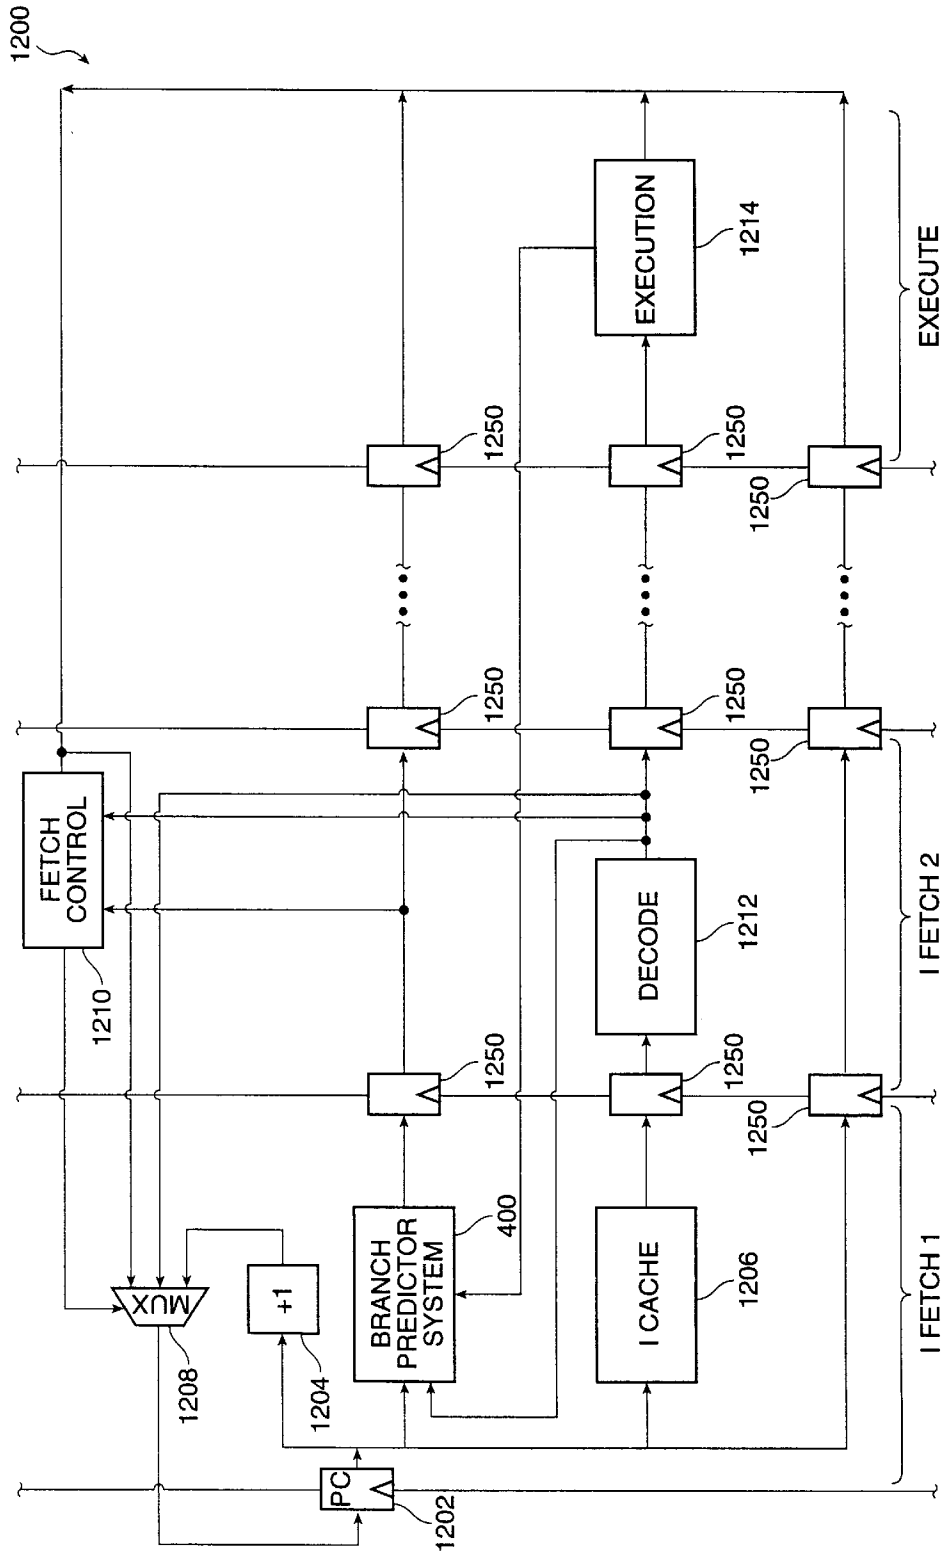 1200
FETCH
CONTROL
1210
MUX
1208
+1
1204
PC
1202
BRANCH
PREDICTOR
SYSTEM
400
I CACHE
1206
DECODE
1212
EXECUTION
1214
1250
1250
1250
1250
1250
1250
1250
1250
1250
I FETCH 1
I FETCH 2
EXECUTE